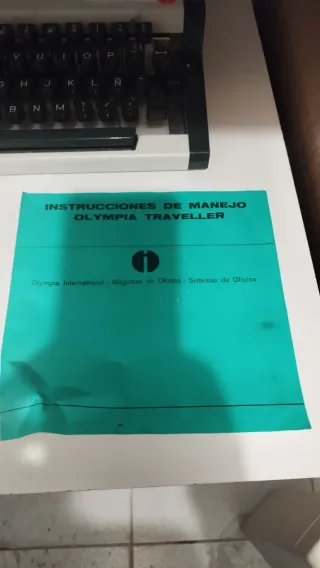 Y U I O P
G H J K L Ñ
B N M
INSTRUCCIONES DE MANEJO
OLYMPIA TRAVELLER
i
Olympia International - Máquinas de Oficina - Sistemas de Oficina